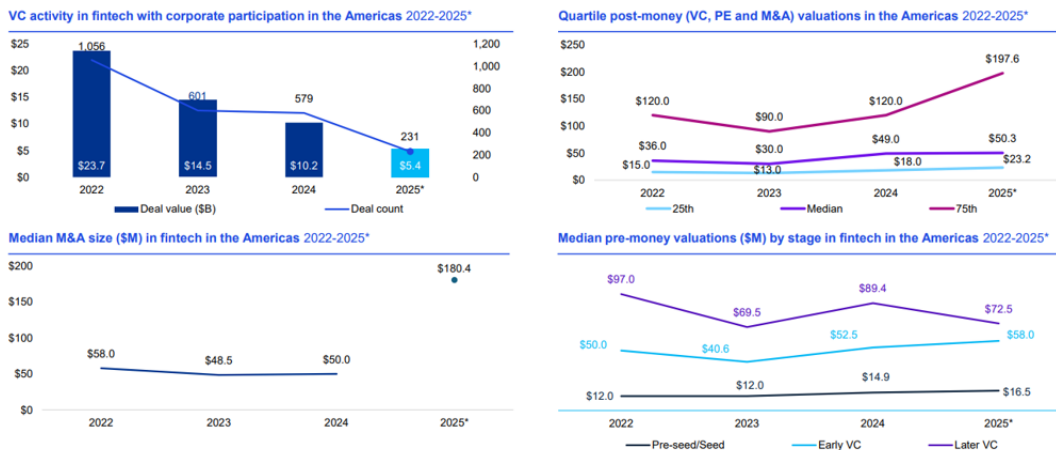 VC activity in fintech with corporate participation in the Americas 2022-2025*
$25
$20
$15
$10
$5
$0
1,056
601
579
231
$23.7
$14.5
$10.2
$5.4
1,200
1,000
800
600
400
200
0
2022 2023 2024 2025*
Deal value ($B) Deal count
Quartile post-money (VC, PE and M&A) valuations in the Americas 2022-2025*
$250
$200
$150
$100
$50
$0
$120.0 $90.0 $120.0 $197.6
$36.0 $30.0 $49.0 $50.3
$15.0 $13.0 $18.0 $23.2
2022 2023 2024 2025*
25th Median 75th
Median M&A size ($M) in fintech in the Americas 2022-2025*
$200
$150
$100
$50
$0
$58.0 $48.5 $50.0 $180.4
2022 2023 2024 2025*
Median pre-money valuations ($M) by stage in fintech in the Americas 2022-2025*
$97.0 $69.5 $89.4 $72.5
$50.0 $40.6 $52.5 $58.0
$12.0 $12.0 $14.9 $16.5
2022 2023 2024 2025*
Pre-seed/Seed Early VC Later VC